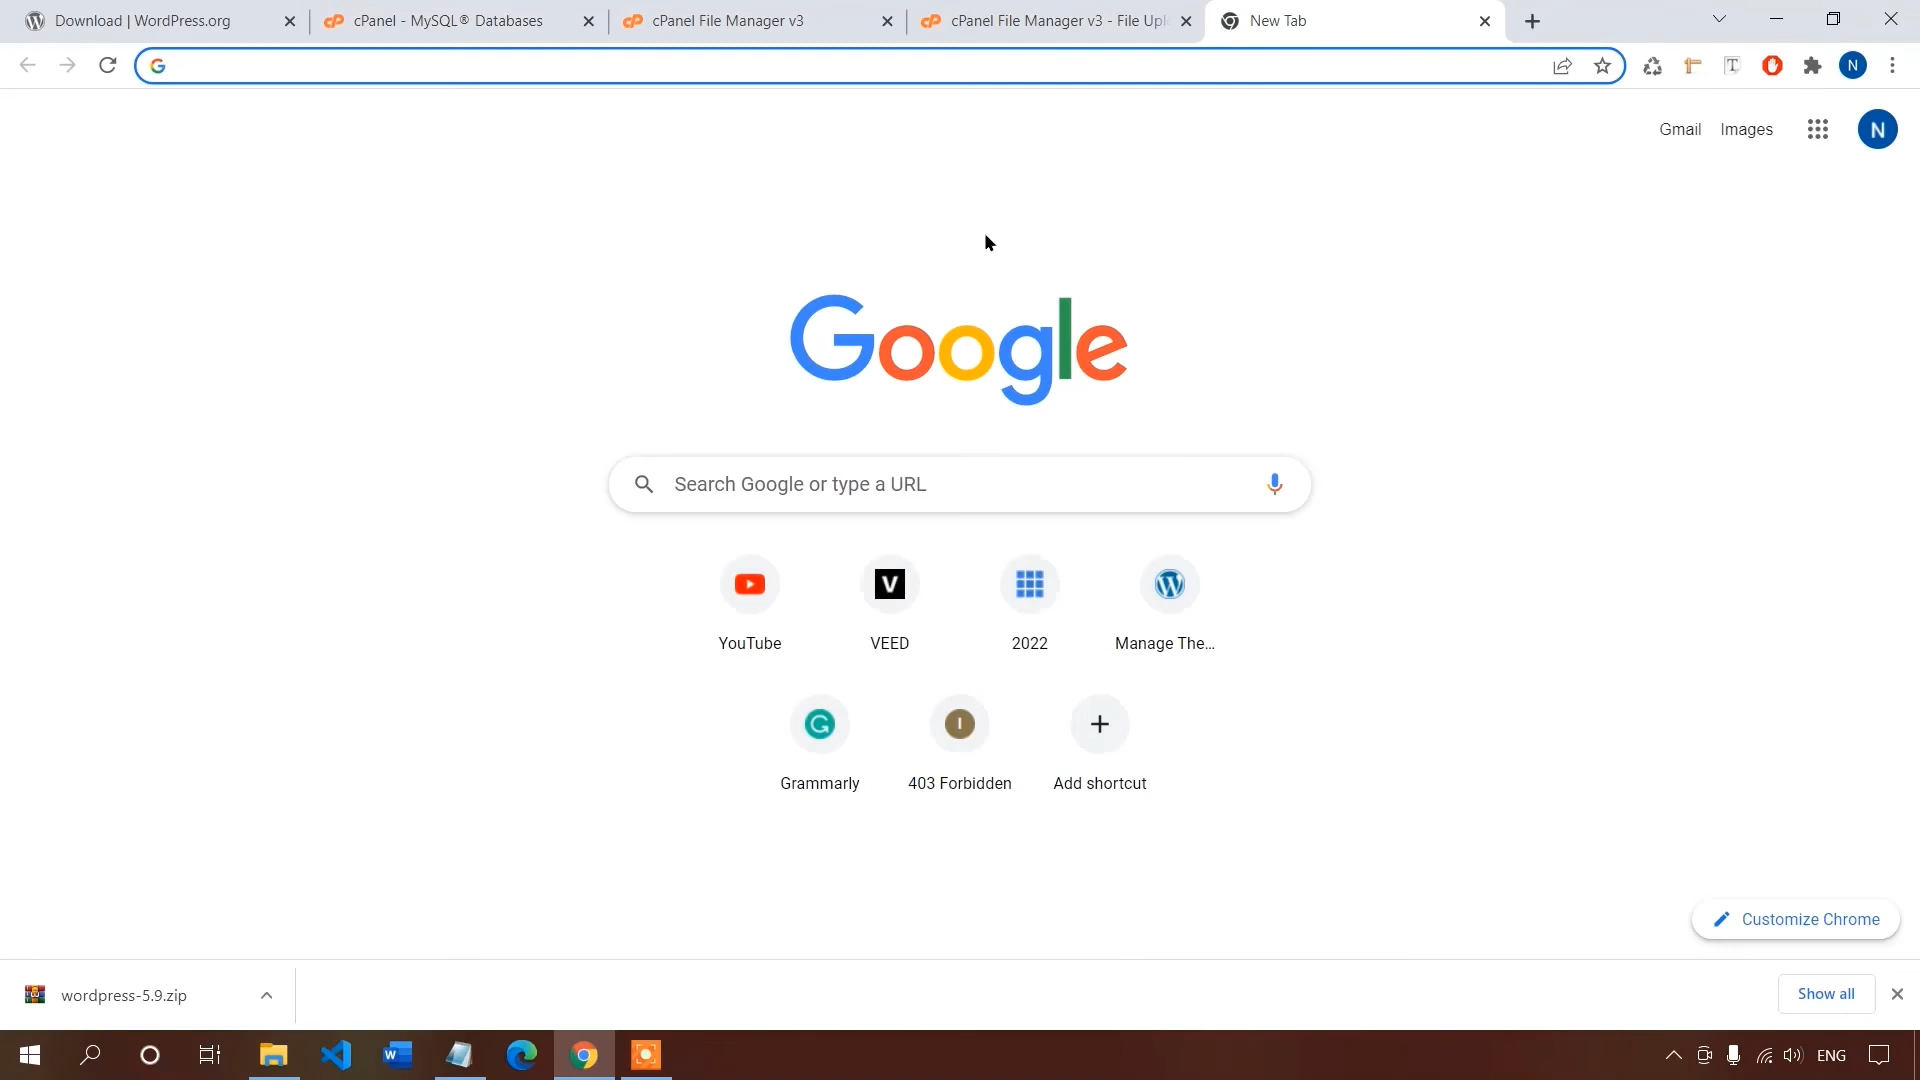 Download | WordPress.org
cPanel - MySQL® Databases
cPanel File Manager v3
cPanel File Manager v3 - File Upl
New Tab
Gmail
Images
N
N
Google
Search Google or type a URL
YouTube
VEED
2022
Manage The...
Grammarly
403 Forbidden
Add shortcut
Customize Chrome
wordpress-5.9.zip
Show all
ENG